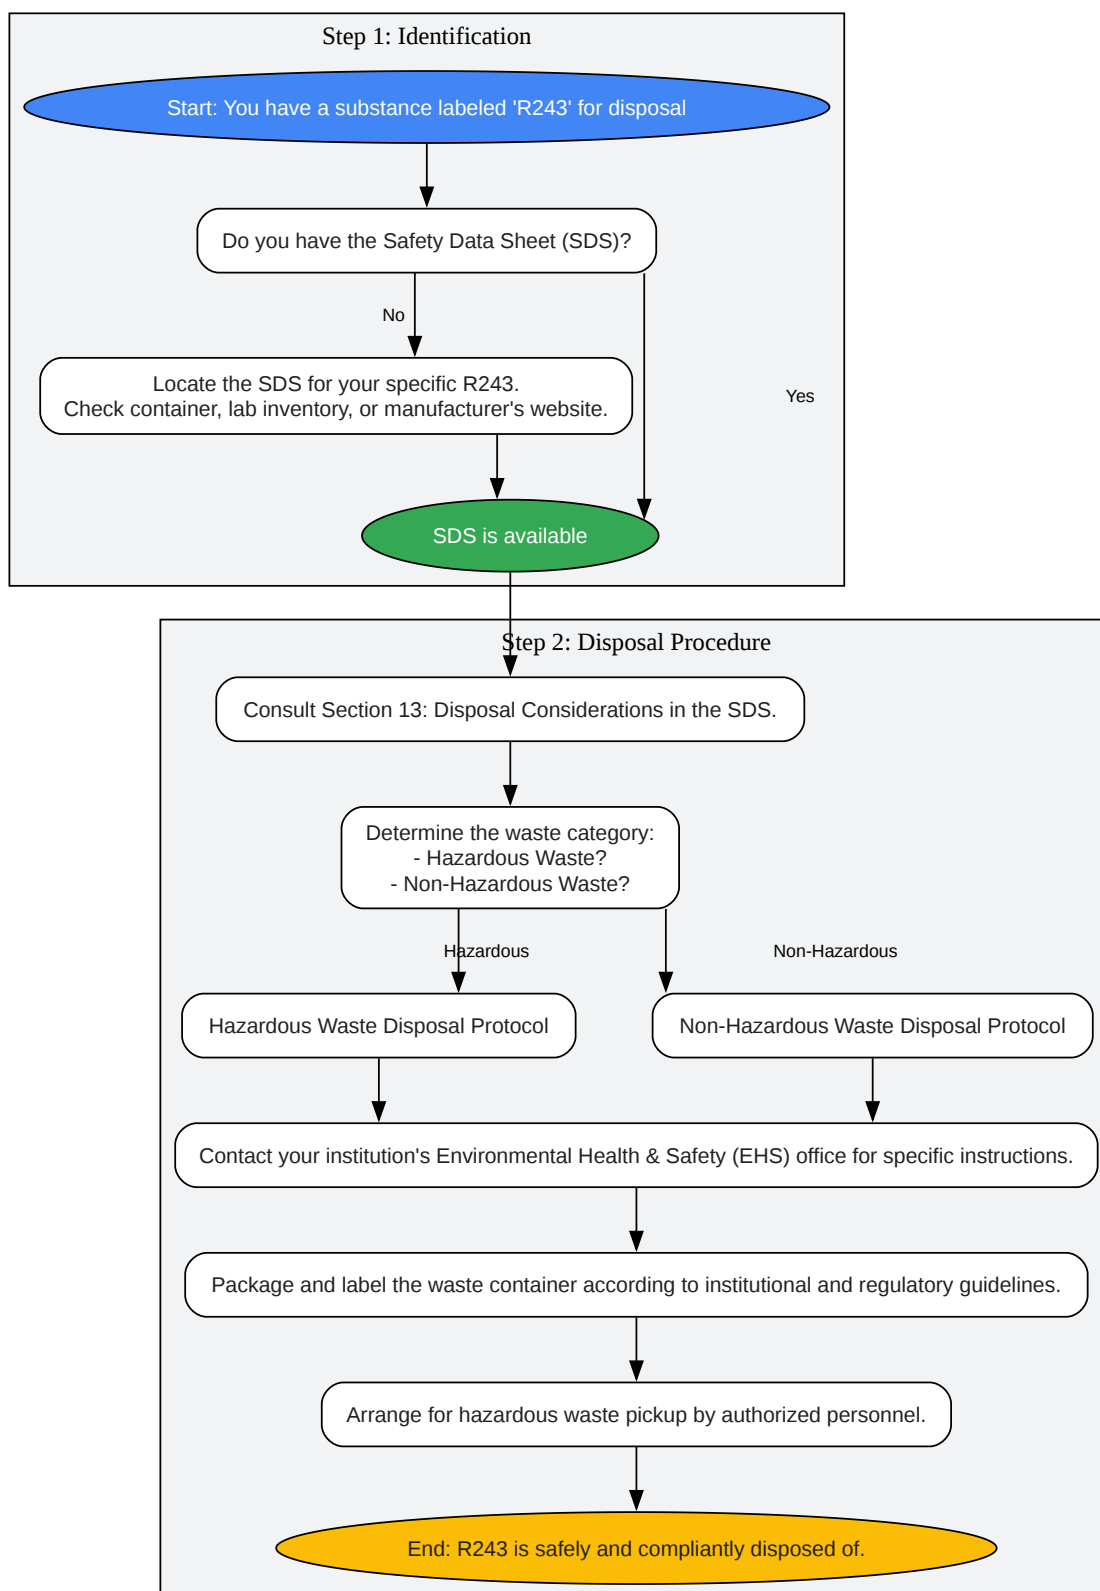 Step 1: Identification
Start: You have a substance labeled 'R243' for disposal
Do you have the Safety Data Sheet (SDS)?
No
Locate the SDS for your specific R243.
Check container, lab inventory, or manufacturer's website.
Yes
SDS is available
Step 2: Disposal Procedure
Consult Section 13: Disposal Considerations in the SDS.
Determine the waste category:
- Hazardous Waste?
- Non-Hazardous Waste?
Hazardous
Non-Hazardous
Hazardous Waste Disposal Protocol
Non-Hazardous Waste Disposal Protocol
Contact your institution's Environmental Health & Safety (EHS) office for specific instructions.
Package and label the waste container according to institutional and regulatory guidelines.
Arrange for hazardous waste pickup by authorized personnel.
End: R243 is safely and compliantly disposed of.